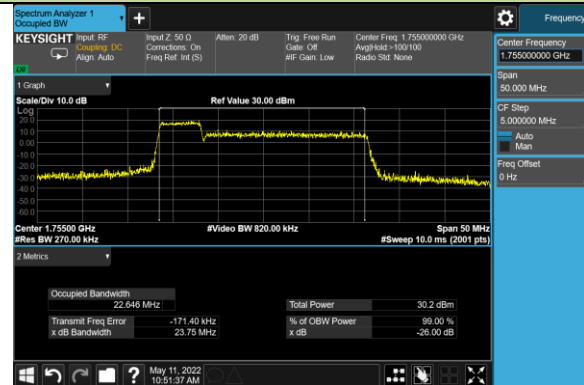 Spectrum Analyzer 1
Occupied BW
Frequency
KEYSIGHT
Input: RF
Coupling: DC
Align: Auto
Input Z: 50 Ω
Corrections: On
Freq Ref: Int (S)
Atten: 20 dB
Trig: Free Run
Gate: Off
#IF Gain: Low
Center Freq: 1.755000000 GHz
Avg|Hold:>100/100
Radio Std: None
LXI
Center Frequency
1.755000000 GHz
Span
50.000 MHz
CF Step
5.000000 MHz
Auto
Man
Freq Offset
0 Hz
1 Graph
Scale/Div 10.0 dB
Ref Value 30.00 dBm
Log
20.0
10.0
0.00
-10.0
-20.0
-30.0
-40.0
-50.0
-60.0
Center 1.75500 GHz
#Video BW 820.00 kHz
Span 50 MHz
#Res BW 270.00 kHz
#Sweep 10.0 ms (2001 pts)
2 Metrics
Occupied Bandwidth
22.646 MHz
Total Power 30.2 dBm
Transmit Freq Error -171.40 kHz
% of OBW Power 99.00 %
x dB Bandwidth 23.75 MHz
x dB -26.00 dB
?
May 11, 2022
10:51:37 AM